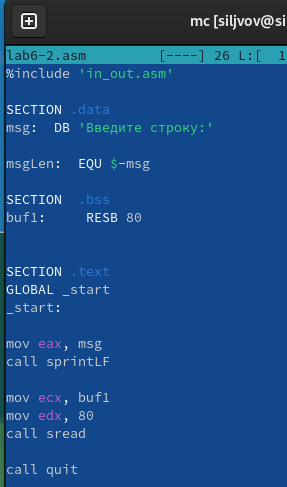 mc [siljvov@si
lab6-2.asm [----] 26 L:[ 1
%include 'in_out.asm'
SECTION .data
msg: DB 'Введите строку:'
msgLen: EQU $-msg
SECTION .bss
buf1: RESB 80
SECTION .text
GLOBAL _start
_start:
mov eax, msg
call sprintLF
mov ecx, buf1
mov edx, 80
call sread
call quit